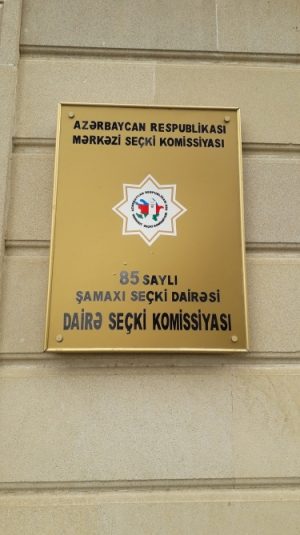 AZƏRBAYCAN RESPUBLİKASI
MƏRKƏZİ SEÇKİ KOMİSSİYASI
85 SAYLI
ŞAMAXI SEÇKİ DAİRƏSİ
DAİRƏ SEÇKİ KOMİSSİYASI